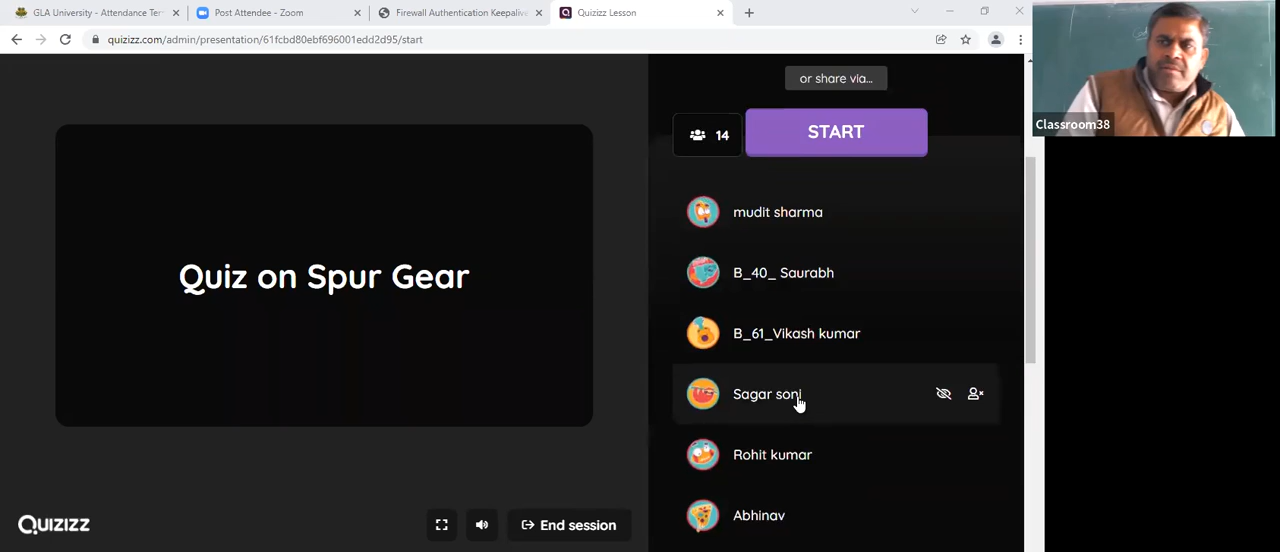 GLA University - Attendance Ter
Post Attendee - Zoom
Firewall Authentication Keepalive
Quizizz Lesson
quizizz.com/admin/presentation/61fcbd80ebf696001edd2d95/start
or share via...
14
START
Classroom38
mudit sharma
B_40_ Saurabh
Quiz on Spur Gear
B_61_Vikash kumar
Sagar soni
Rohit kumar
Abhinav
Quizizz
End session